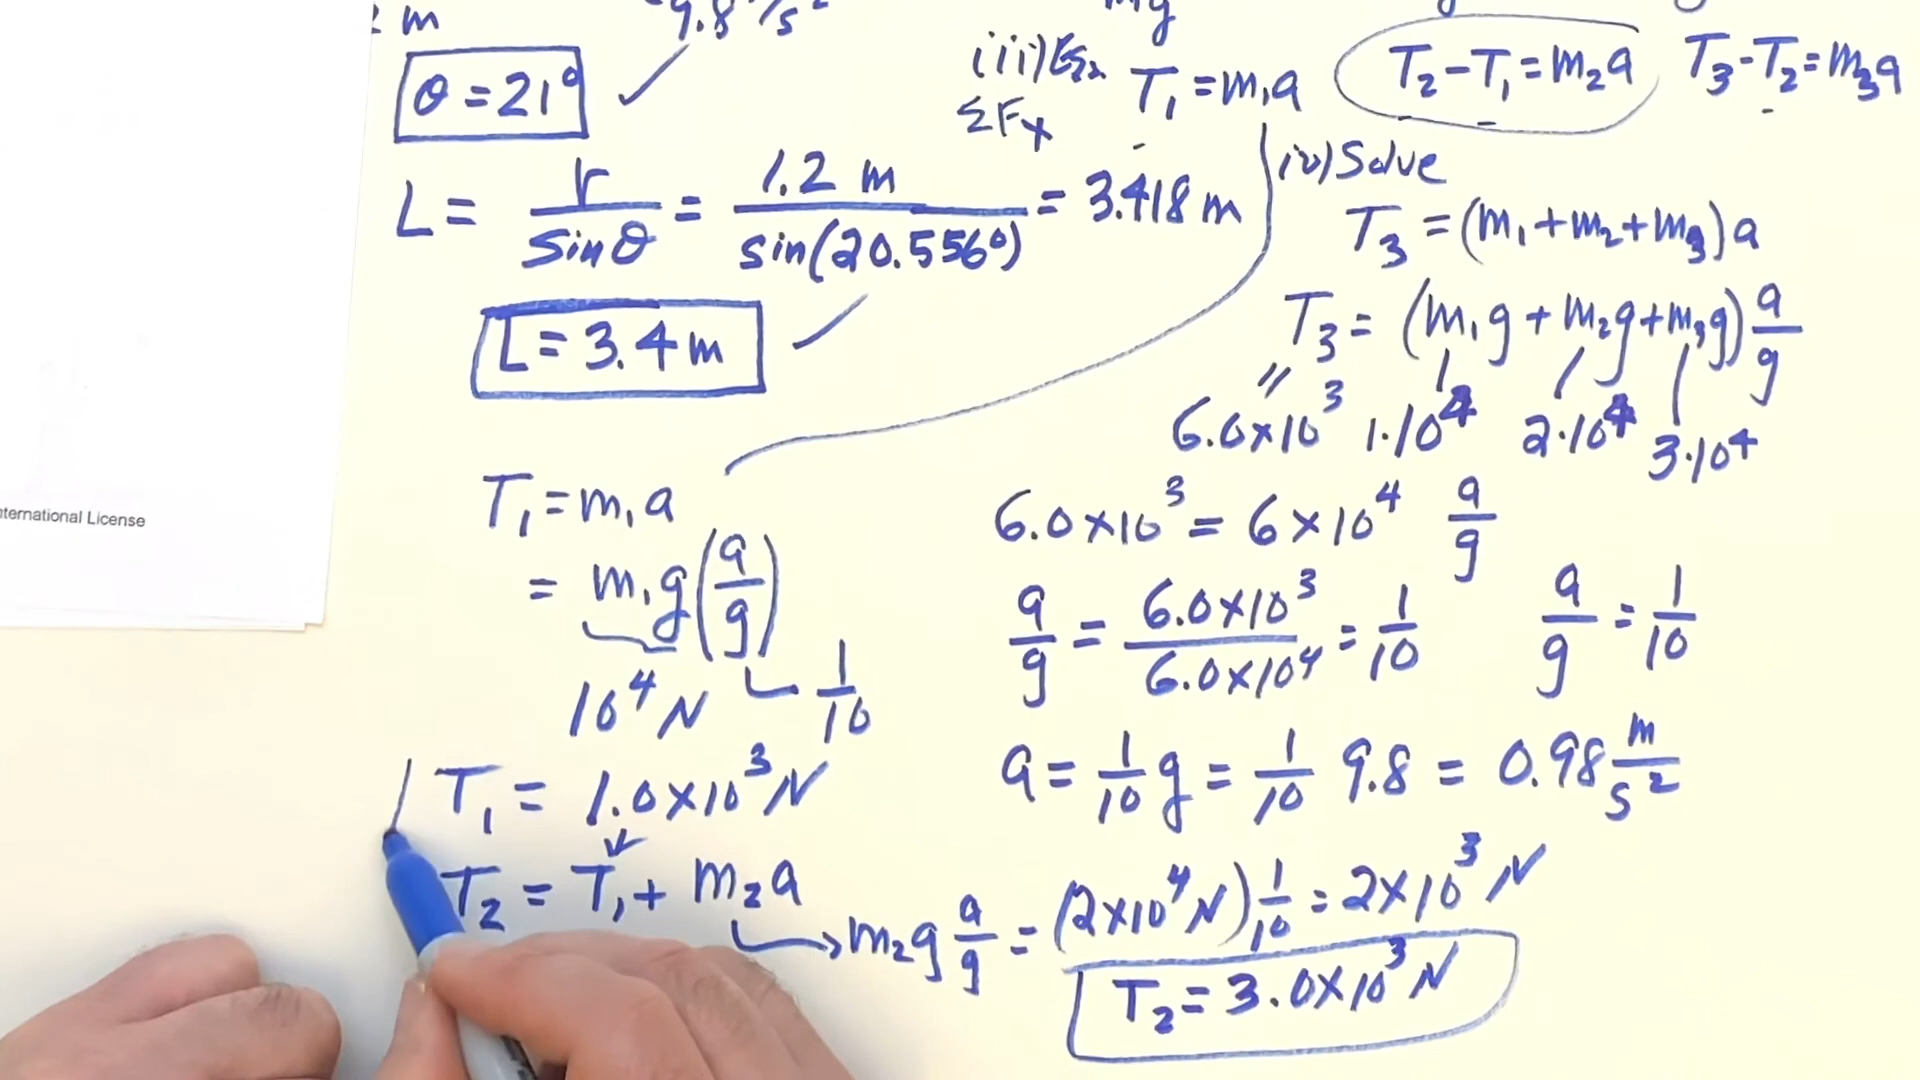 2 m
9.8 /s²
mg
θ = 21°
iii) Eqn
ΣFx
T₁ = m₁a
T₂ - T₁ = m₂a
T₃ - T₂ = m₃a
L = r/sinθ = 1.2 m/sin(20.556°) = 3.418 m
L = 3.4 m
iv) Solve
T₃ = (m₁ + m₂ + m₃)a
T₃ = (m₁g + m₂g + m₃g) a/g
6.0×10³ 1·10⁴ 2·10⁴ 3·10⁴
6.0×10³ = 6×10⁴ a/g
a/g = 6.0×10³/6.0×10⁴ = 1/10
a/g = 1/10
a = 1/10 g = 1/10 9.8 = 0.98 m/s²
nternational License
T₁ = m₁a
= m₁g(a/g)
10⁴ N 1/10
T₁ = 1.0×10³ N
T₂ = T₁ + m₂a
m₂g a/g = (2×10⁴ N) 1/10 = 2×10³ N
T₂ = 3.0×10³ N